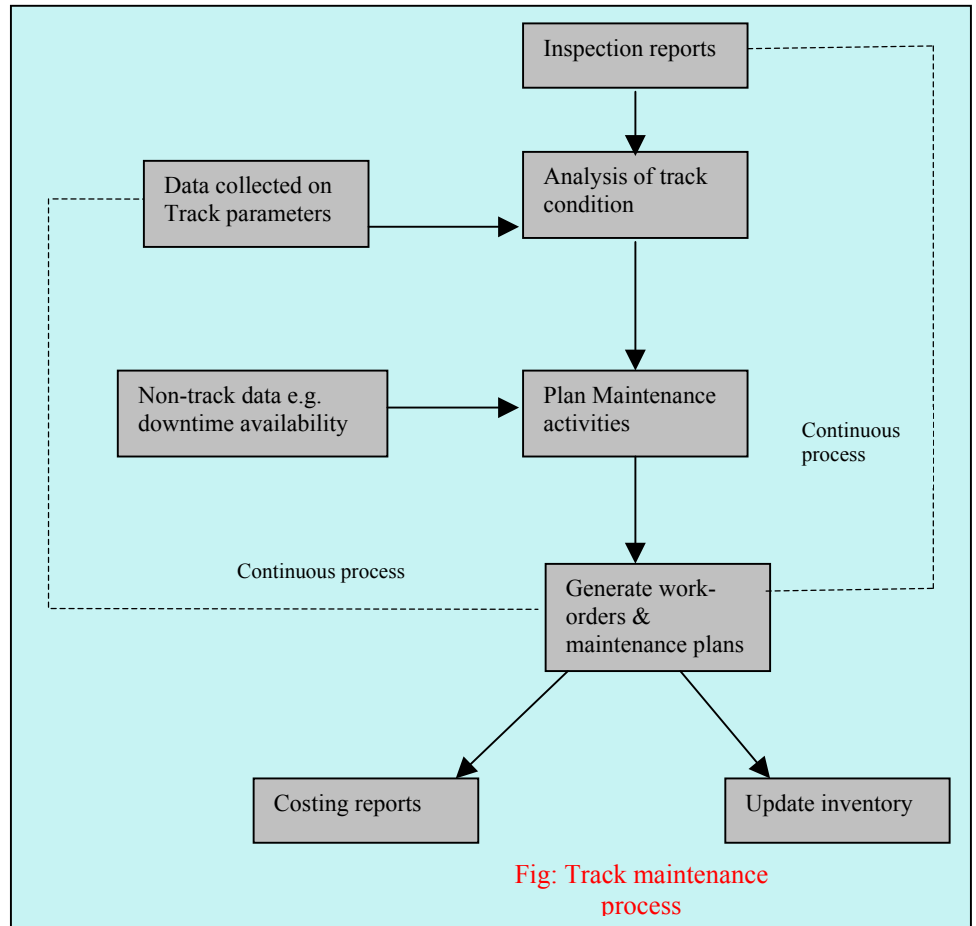 Inspection reports
Data collected on
Track parameters
Analysis of track
condition
Non-track data e.g.
downtime availability
Plan Maintenance
activities
Continuous
process
Continuous process
Generate work-
orders &
maintenance plans
Costing reports
Update inventory
Fig: Track maintenance
process